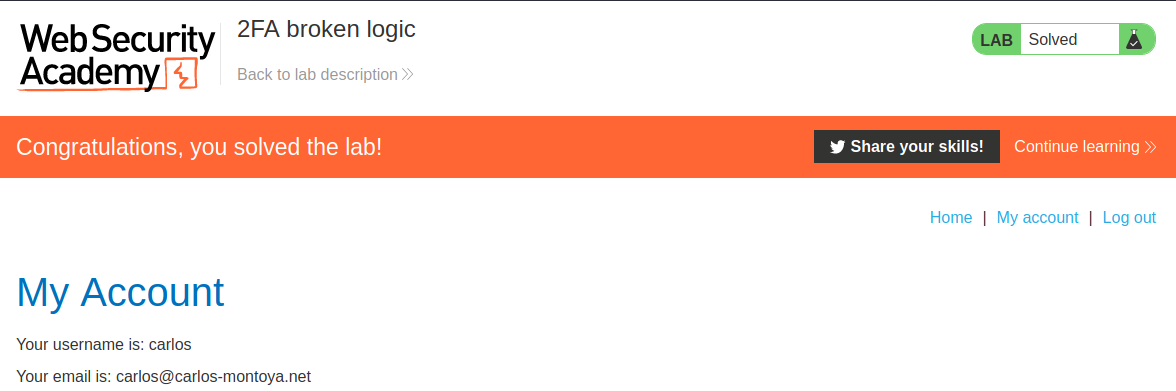 Web Security
Academy
2FA broken logic
Back to lab description
LAB Solved
Congratulations, you solved the lab!
Share your skills!
Continue learning
Home | My account | Log out
My Account
Your username is: carlos
Your email is: carlos@carlos-montoya.net